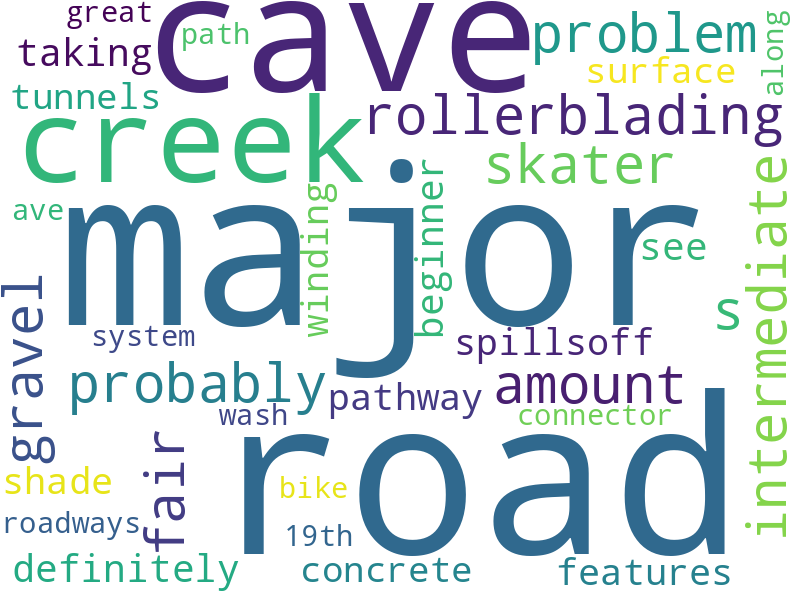 great
cave
path
problem
along
taking
surface
tunnels
rollerblading
creek
skater
intermediate
winding
beginner
ave
major
see
gravel
s
system
spillsoff
probably
pathway
amount
wash
connector
road
fair
shade
bike
roadways
19th
definitely
concrete
features